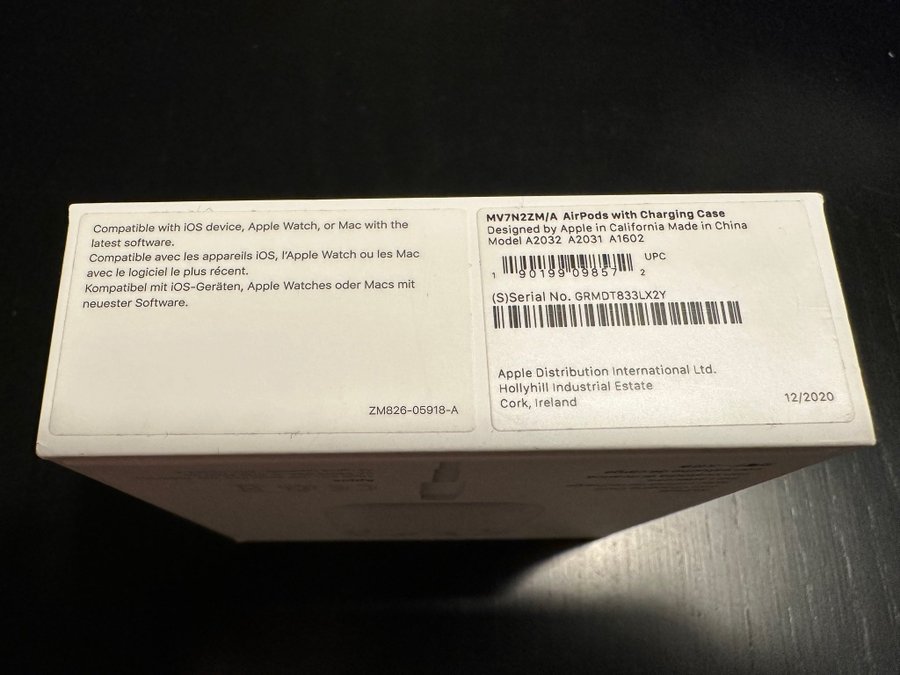 Compatible with iOS device, Apple Watch, or Mac with the
latest software.
Compatible avec les appareils iOS, l'Apple Watch ou les Mac
avec le logiciel le plus récent.
Kompatibel mit iOS-Geräten, Apple Watches oder Macs mit
neuester Software.
ZM826-05918-A
MV7N2ZM/A AirPods with Charging Case
Designed by Apple in California Made in China
Model A2032 A2031 A1602
UPC
1 90199 09857 2
(S)Serial No. GRMDT833LX2Y
Apple Distribution International Ltd.
Hollyhill Industrial Estate
Cork, Ireland
12/2020